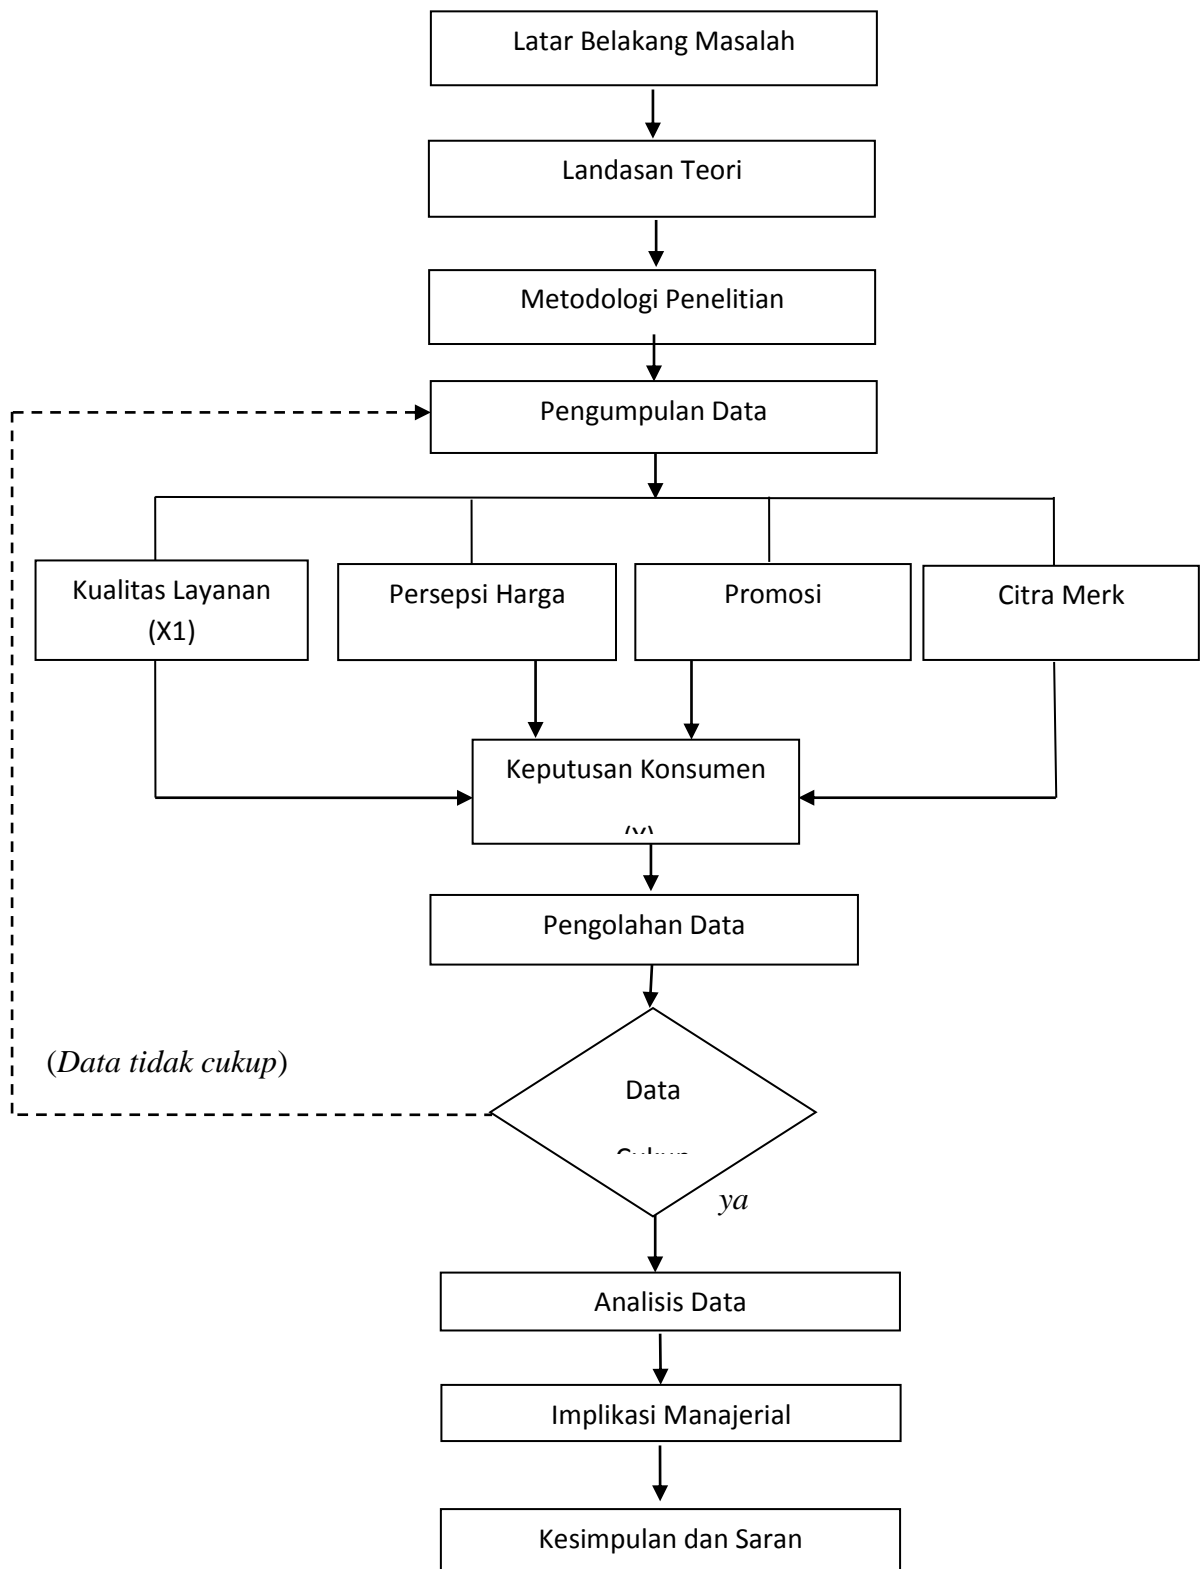 Latar Belakang Masalah
Landasan Teori
Metodologi Penelitian
Pengumpulan Data
Kualitas Layanan
(X1)
Persepsi Harga
Promosi
Citra Merk
Keputusan Konsumen
Pengolahan Data
(Data tidak cukup)
Data
ya
Analisis Data
Implikasi Manajerial
Kesimpulan dan Saran